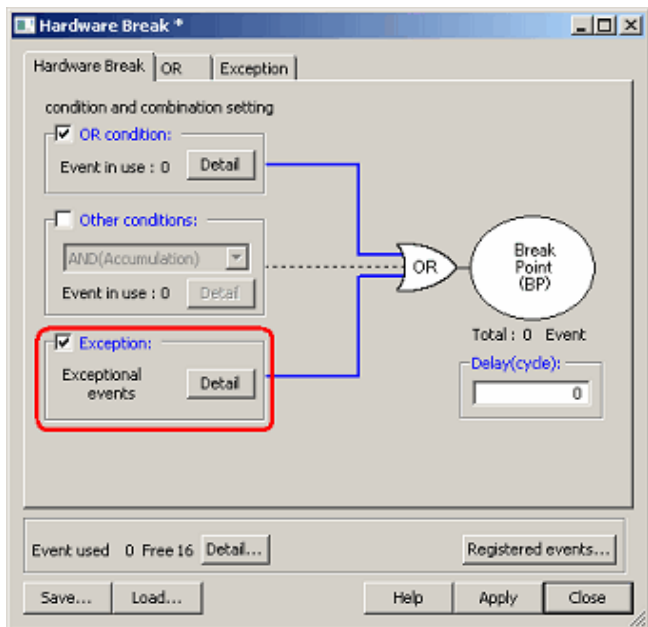 Hardware Break *
Hardware Break OR Exception
condition and combination setting
OR condition:
Event in use : 0 Detail
Other conditions:
AND(Accumulation)
Event in use : 0 Detail
Exception:
Exceptional
events
Detail
OR
Break
Point
(BP)
Total : 0 Event
Delay(cycle):
0
Event used 0 Free 16 Detail... Registered events...
Save... Load... Help Apply Close